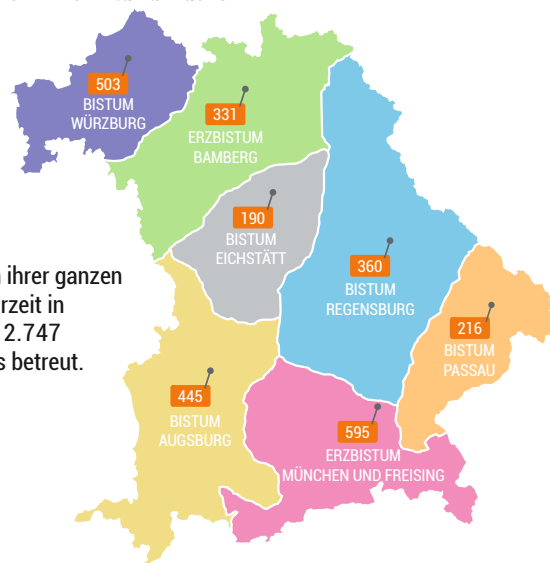 503
BISTUM
WÜRZBURG
331
ERZBISTUM
BAMBERG
190
BISTUM
EICHSTÄTT
360
BISTUM
REGENSBURG
ihrer ganzen
rzeit in
2.747
s betreut.
216
BISTUM
PASSAU
445
BISTUM
AUGSBURG
595
ERZBISTUM
MÜNCHEN UND FREISING